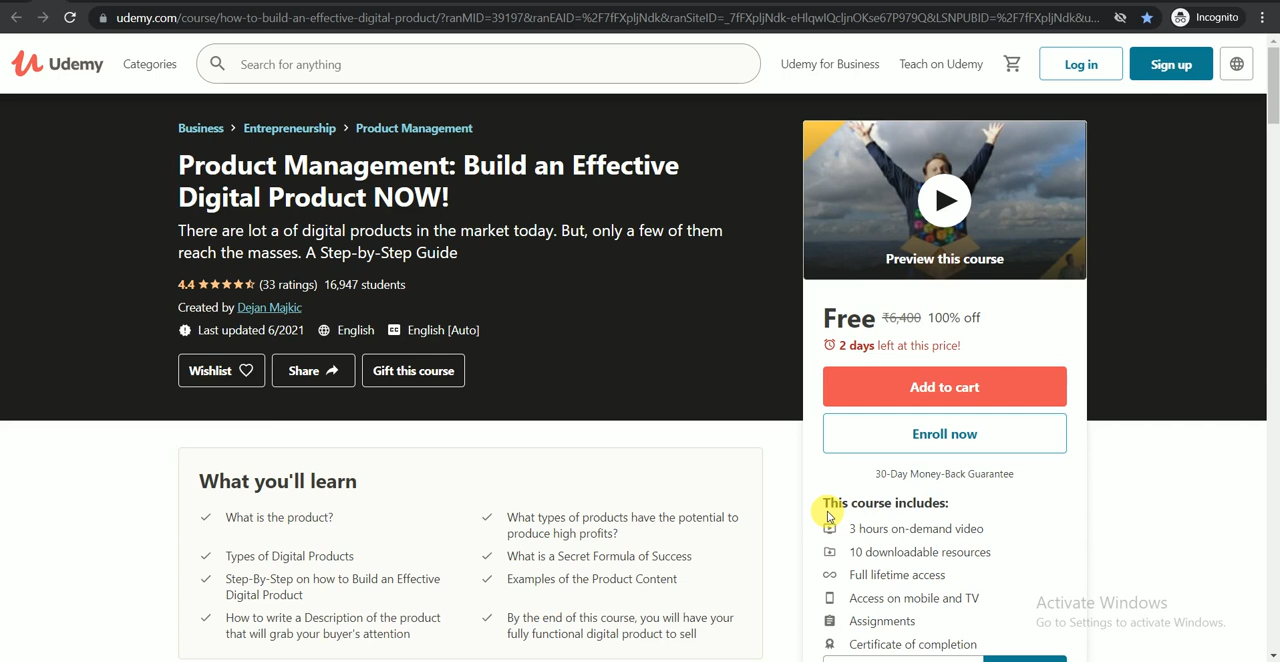 udemy.com/course/how-to-build-an-effective-digital-product/?ranMID=39197&ranEAID=%2F7fFXpljNdk&ranSiteID=_7fFXpljNdk-eHlqwIQcljnOKse67P979Q&LSNPUBID=%2F7fFXpljNdk&u...
Incognito
Udemy
Categories
Search for anything
Udemy for Business
Teach on Udemy
Log in
Sign up
Business > Entrepreneurship > Product Management
Product Management: Build an Effective
Digital Product NOW!
There are lot a of digital products in the market today. But, only a few of them
reach the masses. A Step-by-Step Guide
4.4 (33 ratings) 16,947 students
Created by Dejan Majkic
Last updated 6/2021 English English [Auto]
Wishlist
Share
Gift this course
Preview this course
Free ₹6,400 100% off
2 days left at this price!
Add to cart
Enroll now
30-Day Money-Back Guarantee
This course includes:
3 hours on-demand video
10 downloadable resources
Full lifetime access
Access on mobile and TV
Assignments
Certificate of completion
What you'll learn
What is the product?
What types of products have the potential to
produce high profits?
Types of Digital Products
What is a Secret Formula of Success
Step-By-Step on how to Build an Effective
Digital Product
Examples of the Product Content
How to write a Description of the product
that will grab your buyer's attention
By the end of this course, you will have your
fully functional digital product to sell
Activate Windows
Go to Settings to activate Windows.